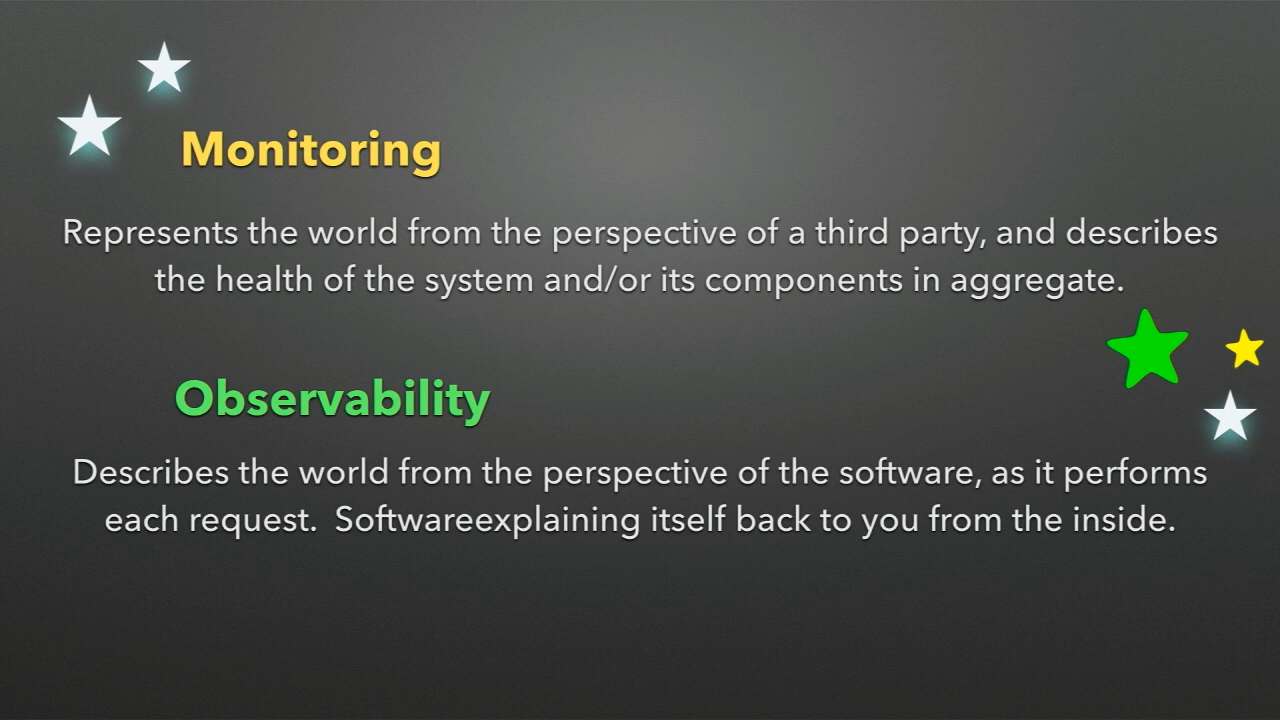 Monitoring
Represents the world from the perspective of a third party, and describes
the health of the system and/or its components in aggregate.
Observability
Describes the world from the perspective of the software, as it performs
each request.  Softwareexplaining itself back to you from the inside.